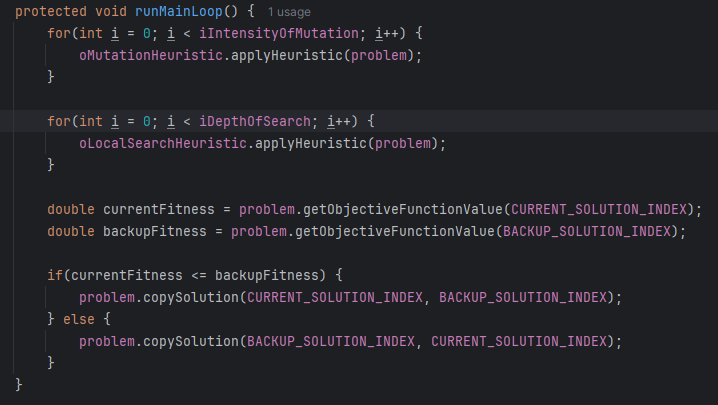 protected void runMainLoop() { 1 usage
for(int i = 0; i < iIntensityOfMutation; i++) {
oMutationHeuristic.applyHeuristic(problem);
}
for(int i = 0; i < iDepthOfSearch; i++) {
oLocalSearchHeuristic.applyHeuristic(problem);
}
double currentFitness = problem.getObjectiveFunctionValue(CURRENT_SOLUTION_INDEX);
double backupFitness = problem.getObjectiveFunctionValue(BACKUP_SOLUTION_INDEX);
if(currentFitness <= backupFitness) {
problem.copySolution(CURRENT_SOLUTION_INDEX, BACKUP_SOLUTION_INDEX);
} else {
problem.copySolution(BACKUP_SOLUTION_INDEX, CURRENT_SOLUTION_INDEX);
}
}